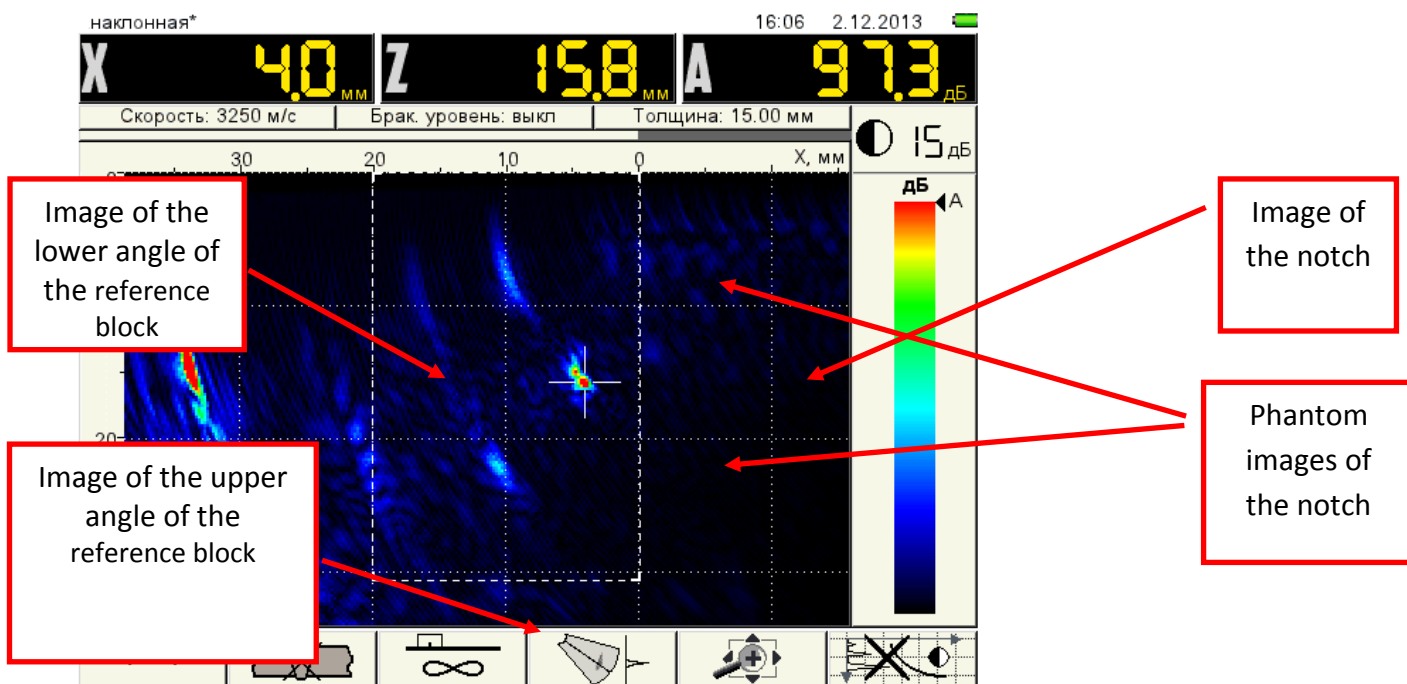 наклонная*
16:06 2.12.2013
X 4.0 мм Z 15.8 мм A 97.3 дБ
Скорость: 3250 м/с Брак. уровень: выкл Толщина: 15.00 мм
15 дБ
30 20 10 0 X, мм
дБ
A
20
Image of the
lower angle of
the reference
block
Image of the upper
angle of the
reference block
Image of
the notch
Phantom
images of
the notch